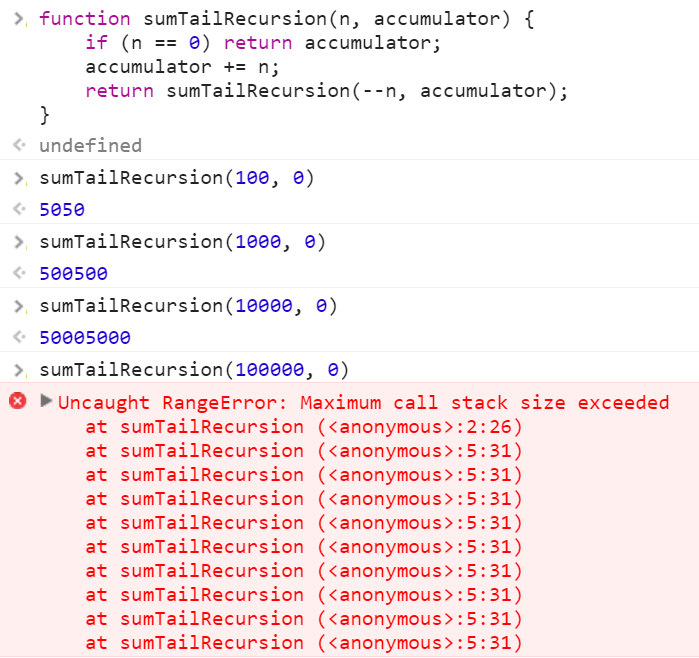 function sumTailRecursion(n, accumulator) {
    if (n == 0) return accumulator;
    accumulator += n;
    return sumTailRecursion(--n, accumulator);
}
undefined
sumTailRecursion(100, 0)
5050
sumTailRecursion(1000, 0)
500500
sumTailRecursion(10000, 0)
50005000
sumTailRecursion(100000, 0)
Uncaught RangeError: Maximum call stack size exceeded
    at sumTailRecursion (<anonymous>:2:26)
    at sumTailRecursion (<anonymous>:5:31)
    at sumTailRecursion (<anonymous>:5:31)
    at sumTailRecursion (<anonymous>:5:31)
    at sumTailRecursion (<anonymous>:5:31)
    at sumTailRecursion (<anonymous>:5:31)
    at sumTailRecursion (<anonymous>:5:31)
    at sumTailRecursion (<anonymous>:5:31)
    at sumTailRecursion (<anonymous>:5:31)
    at sumTailRecursion (<anonymous>:5:31)